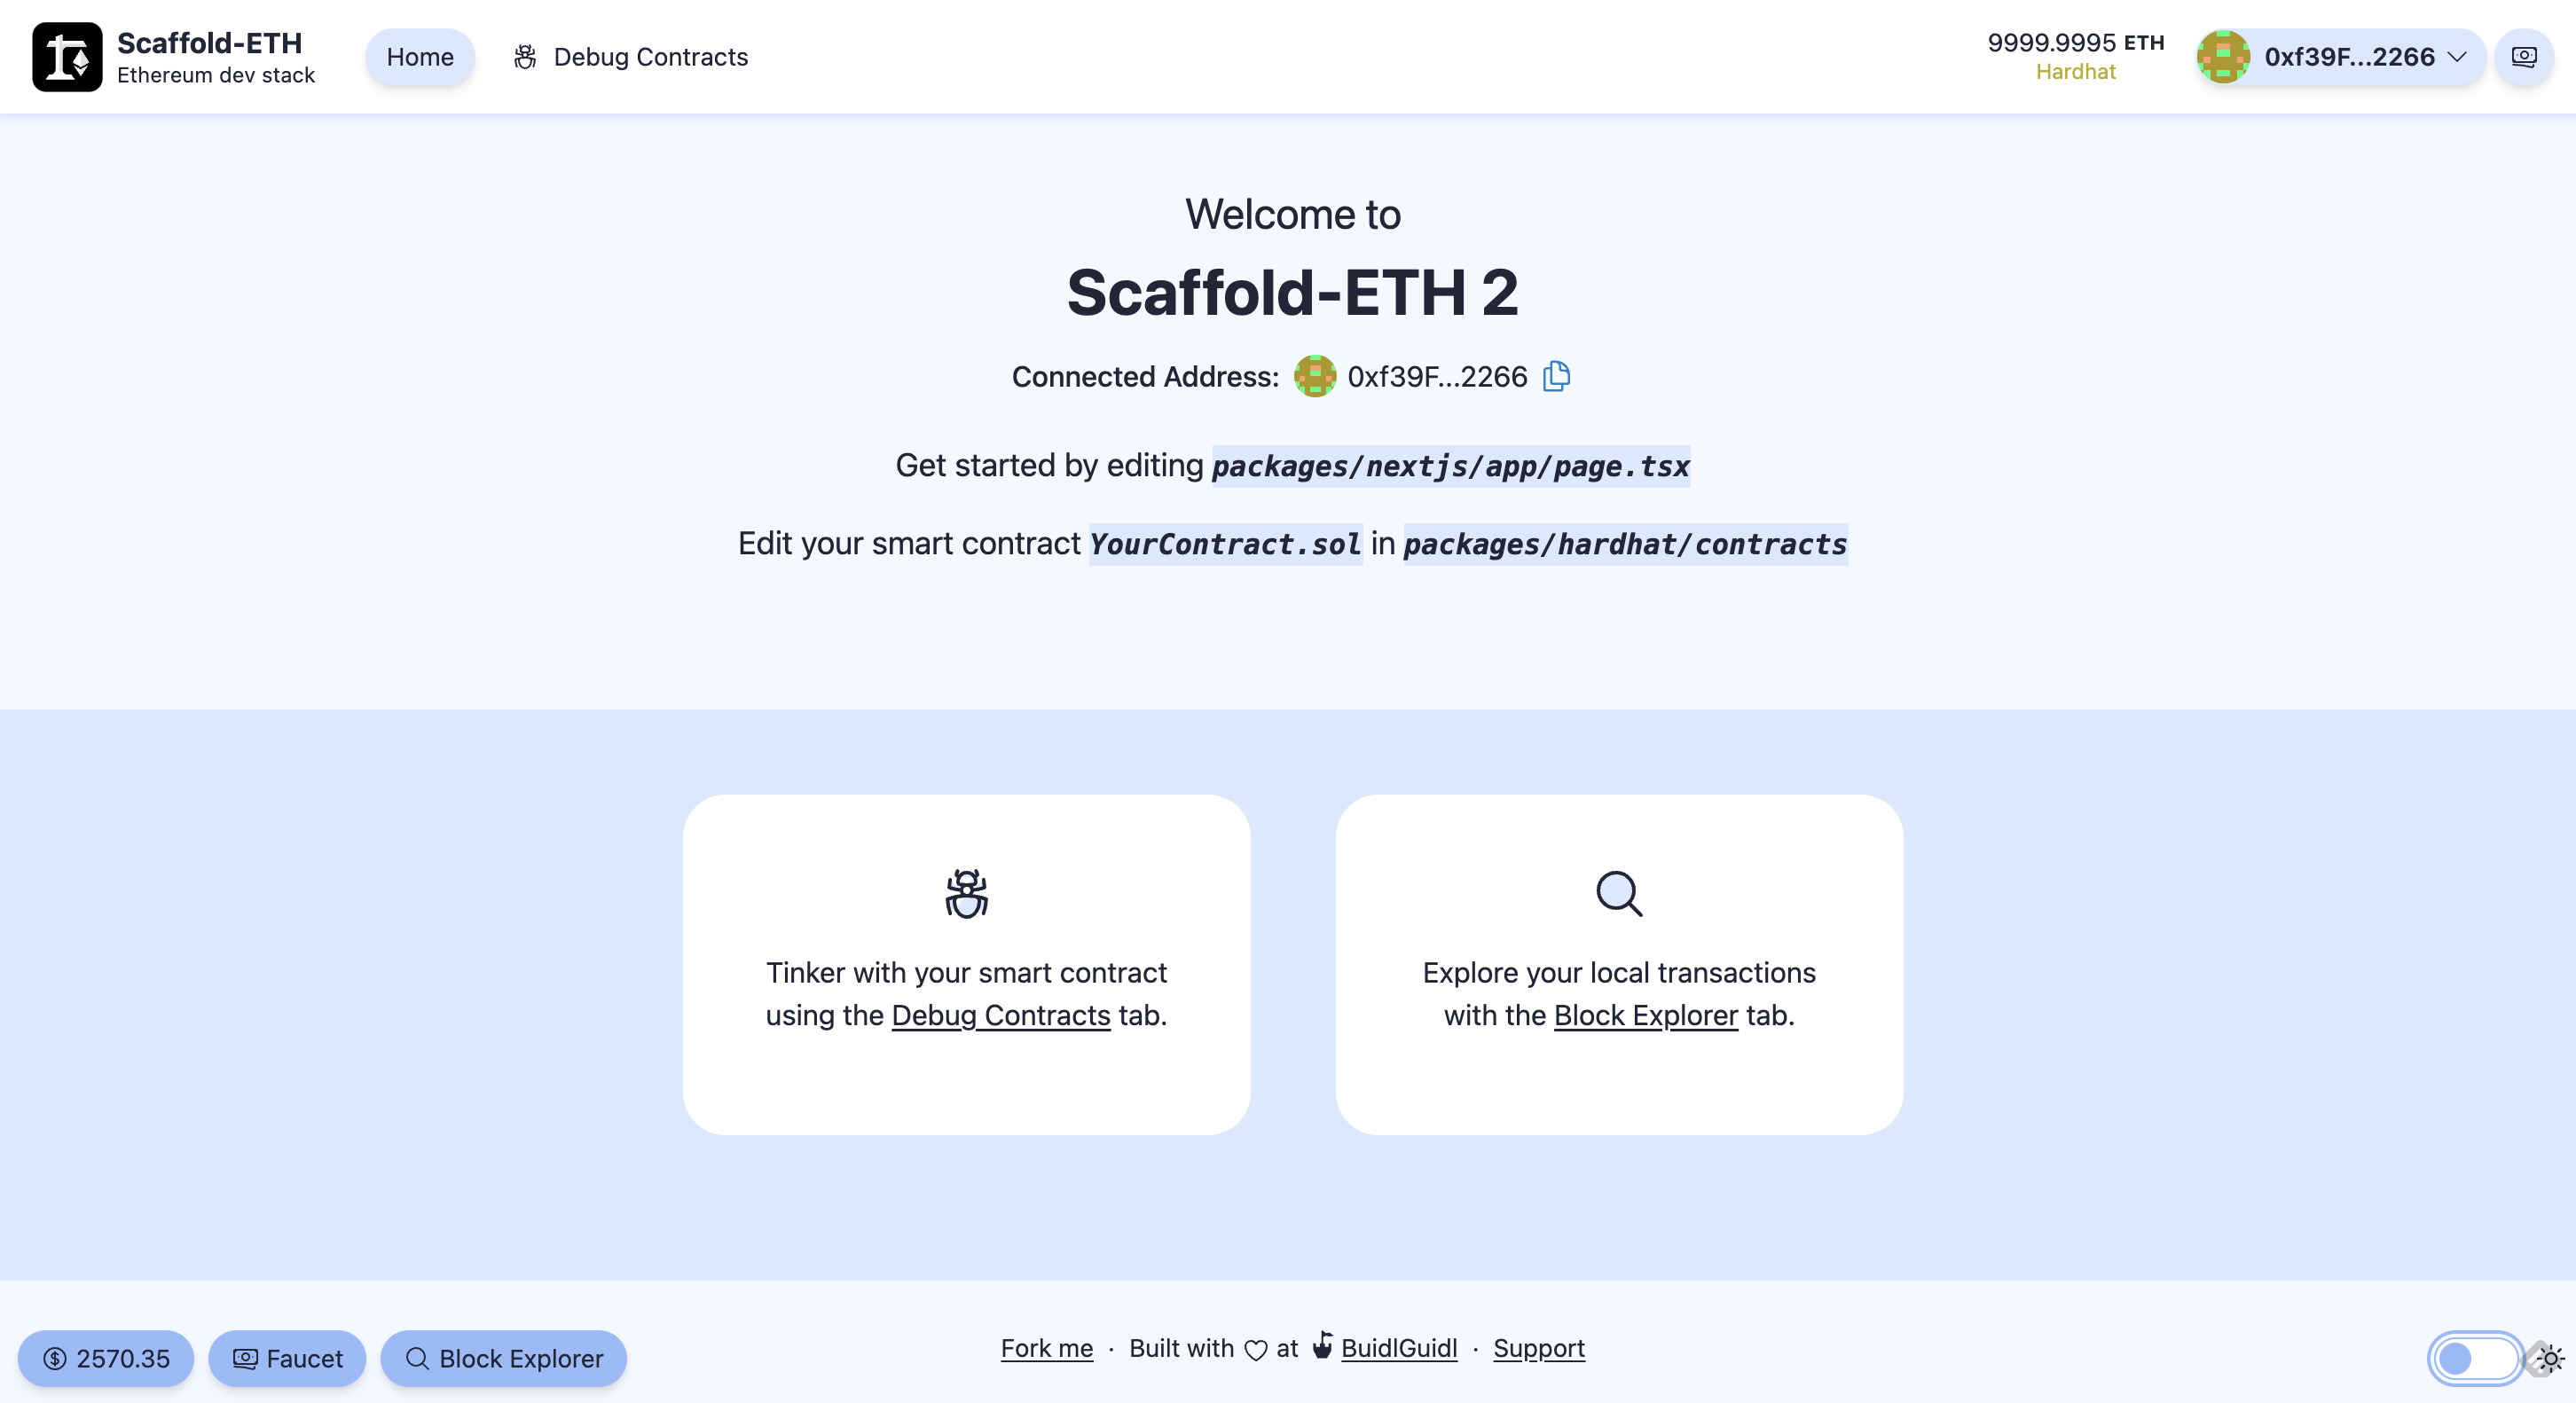 Scaffold-ETH
Ethereum dev stack
Home
Debug Contracts
9999.9995 ETH
Hardhat
0xf39F...2266
Welcome to
Scaffold-ETH 2
Connected Address: 0xf39F...2266
Get started by editing packages/nextjs/app/page.tsx
Edit your smart contract YourContract.sol in packages/hardhat/contracts
Tinker with your smart contract
using the Debug Contracts tab.
Explore your local transactions
with the Block Explorer tab.
2570.35
Faucet
Block Explorer
Fork me · Built with at BuidlGuidl · Support